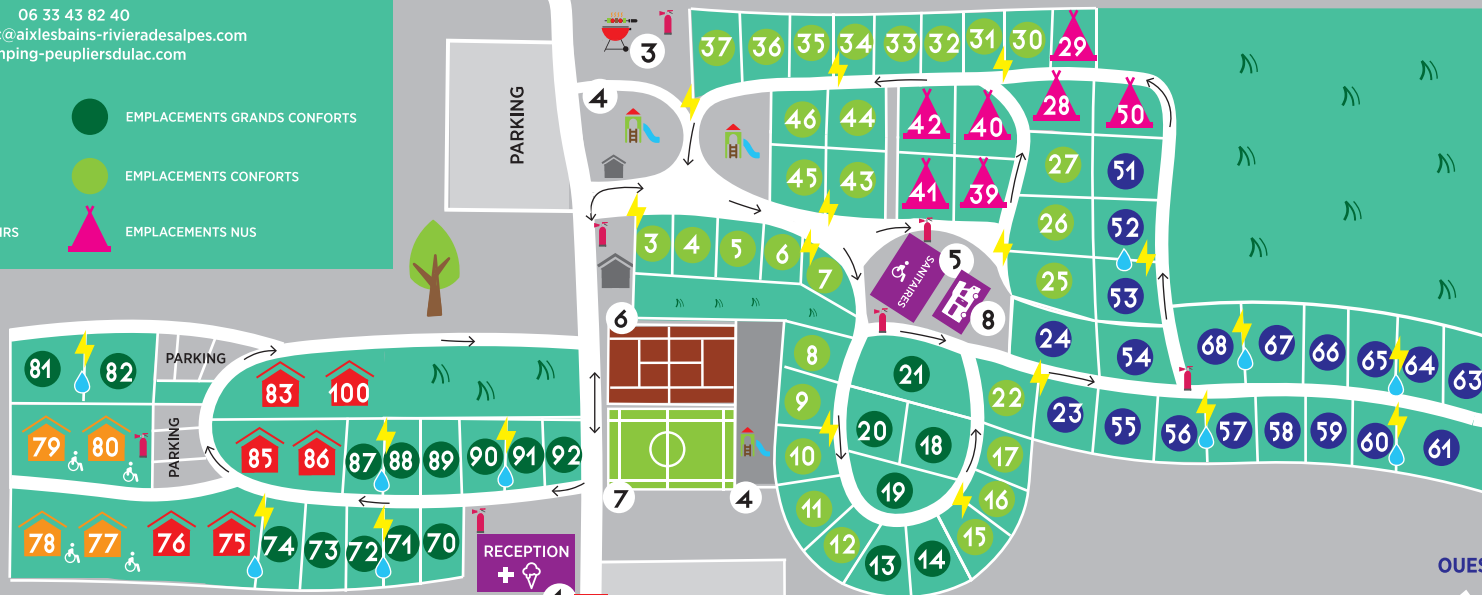 06 33 43 82 40
@aixlesbains-rivieradesalpes.com
ping-peupliersdulac.com
EMPLACEMENTS GRANDS CONFORTS
EMPLACEMENTS CONFORTS
EMPLACEMENTS NUS
IRS
PARKING
3
4
37 36 35 34 33 32 31 30 29
46 44 42 40 28 50
45 43 41 39 27 51
26 52
25 53
3 4 5 6 7
SANITAIRES
5
8
24 54
68 67 66 65 64 63
23 55 56 57 58 59 60 61
6
7
4
8
9
10
11
12
13
14
15
16
17
22
21
20 18
19
81 82
PARKING
83 100
79 80
PARKING
85 86 87 88 89 90 91 92
78 77 76 75 74 73 72 71 70
RECEPTION
+
OUES